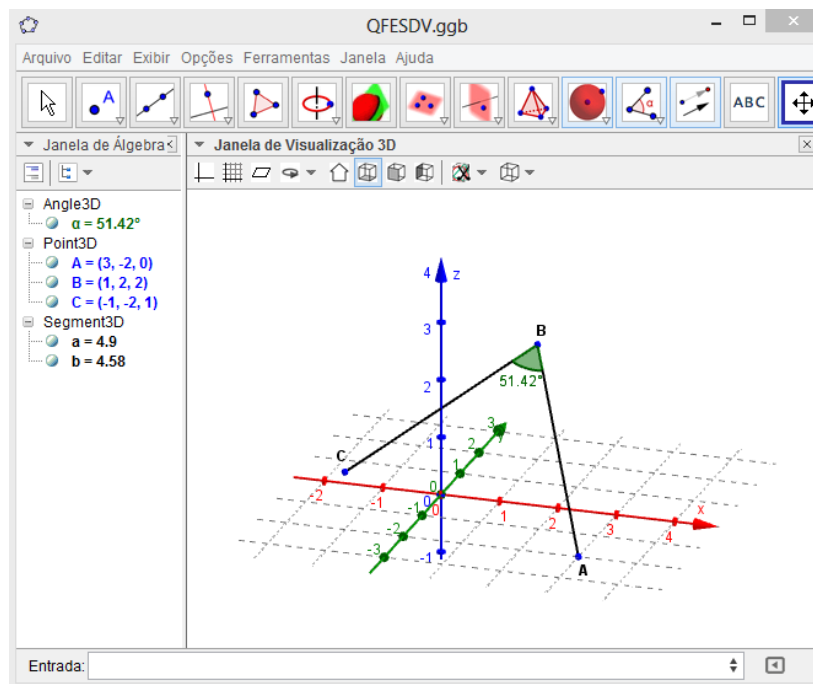 QFESDV.ggb
Arquivo Editar Exibir Opções Ferramentas Janela Ajuda
A
α
ABC
Janela de Álgebra
Janela de Visualização 3D
Angle3D
α = 51.42°
Point3D
A = (3, -2, 0)
B = (1, 2, 2)
C = (-1, -2, 1)
Segment3D
a = 4.9
b = 4.58
4 z
3
B
2
51.42°
3
y
2
1
C
1
0
-2
-1
0
0
1
2
3
4
x
-1
-2
-3
-1
A
Entrada: